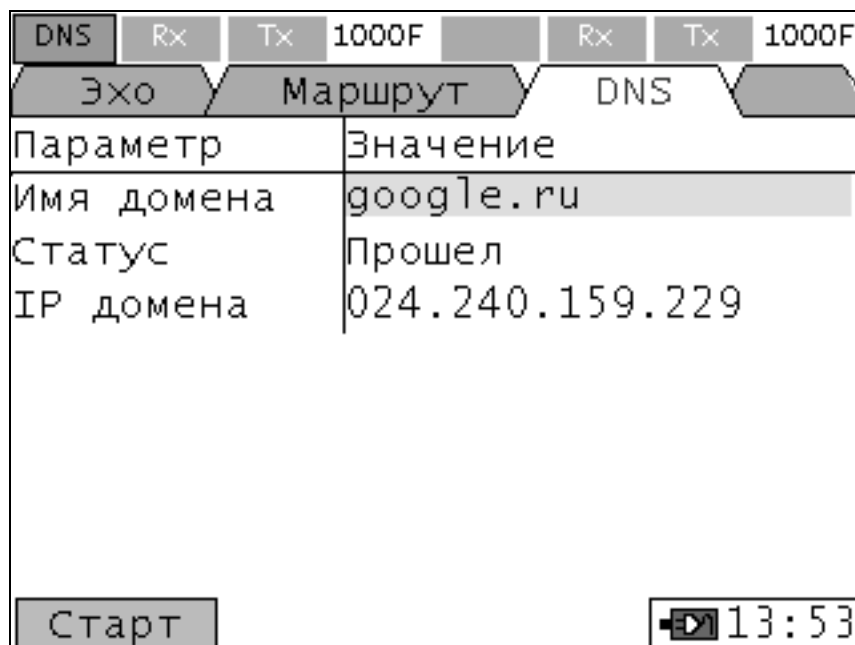 DNS Rx Tx 1000F Rx Tx 1000F
Эхо Маршрут DNS
Параметр Значение
Имя домена google.ru
Статус Прошел
IP домена 024.240.159.229
Старт 13:53